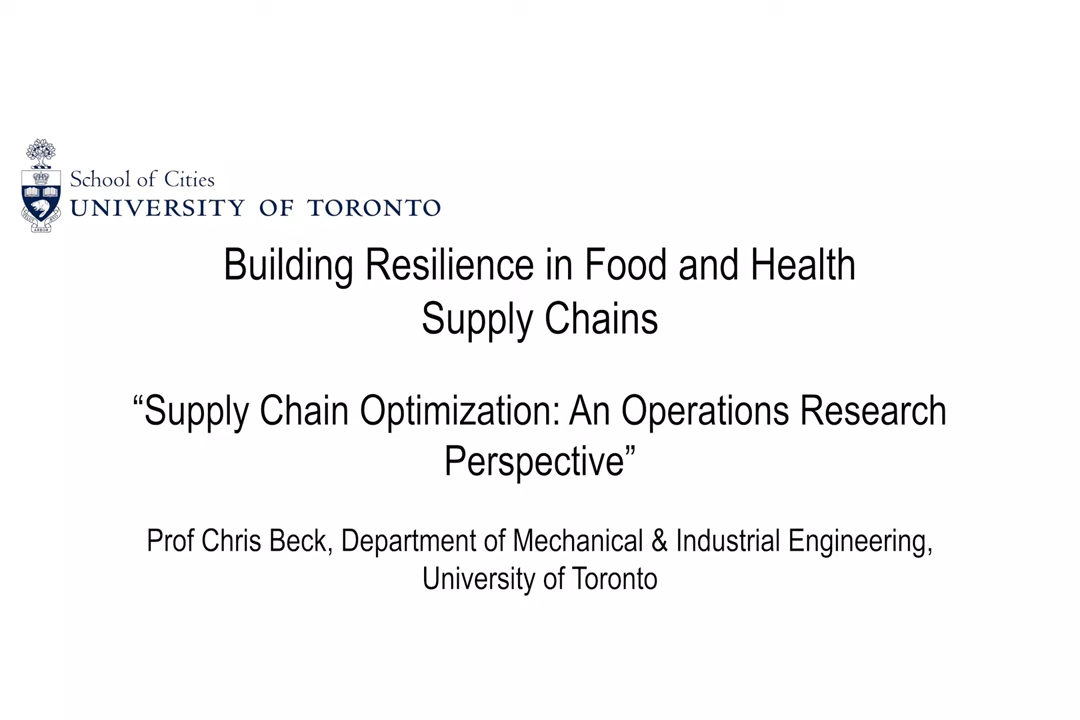 School of Cities
UNIVERSITY OF TORONTO
Building Resilience in Food and Health
Supply Chains
“Supply Chain Optimization: An Operations Research
Perspective”
Prof Chris Beck, Department of Mechanical & Industrial Engineering,
University of Toronto